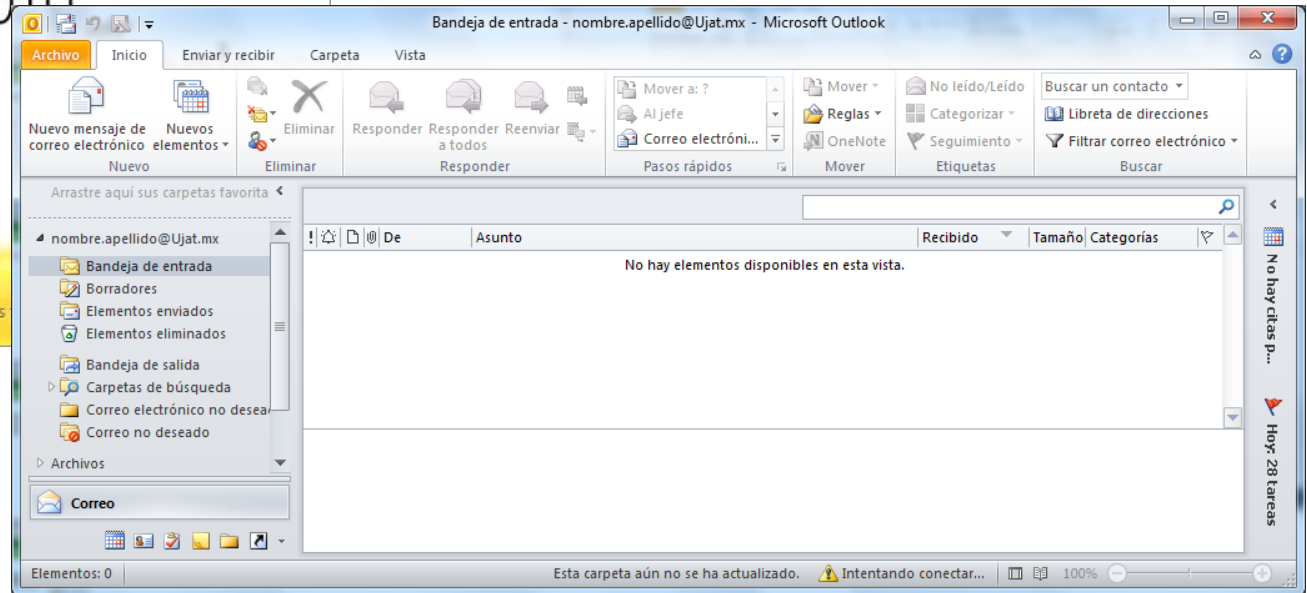 Bandeja de entrada - nombre.apellido@Ujat.mx - Microsoft Outlook
Archivo Inicio Enviar y recibir Carpeta Vista
Nuevo mensaje de correo electrónico
Nuevos elementos
Nuevo
Eliminar
Eliminar
Responder
Responder a todos
Reenviar
Responder
Mover a: ?
Al jefe
Correo electróni...
Pasos rápidos
Mover
Reglas
OneNote
Mover
No leído/Leído
Categorizar
Seguimiento
Etiquetas
Buscar un contacto
Libreta de direcciones
Filtrar correo electrónico
Buscar
Arrastre aquí sus carpetas favorita
nombre.apellido@Ujat.mx
Bandeja de entrada
Borradores
Elementos enviados
Elementos eliminados
Bandeja de salida
Carpetas de búsqueda
Correo electrónico no desea
Correo no deseado
Archivos
Correo
! De Asunto Recibido Tamaño Categorías
No hay elementos disponibles en esta vista.
No hay citas p...
Hoy: 28 tareas
Elementos: 0 Esta carpeta aún no se ha actualizado. Intentando conectar... 100%